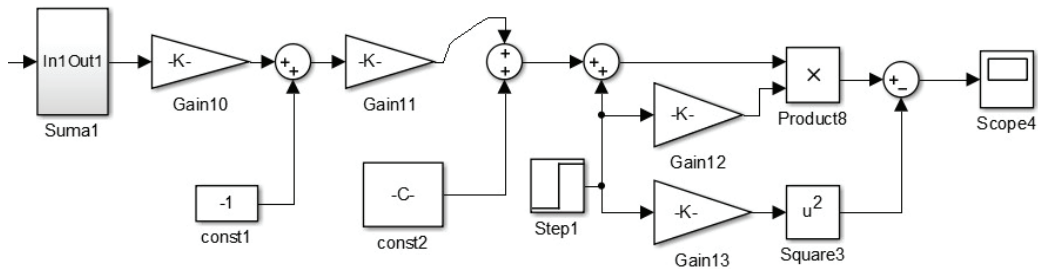 In1Out1
Suma1
-K-
Gain10
++
-1
const1
-K-
Gain11
+
+
-C-
const2
++
Step1
-K-
Gain12
-K-
Gain13
×
Product8
u²
Square3
+−
Scope4